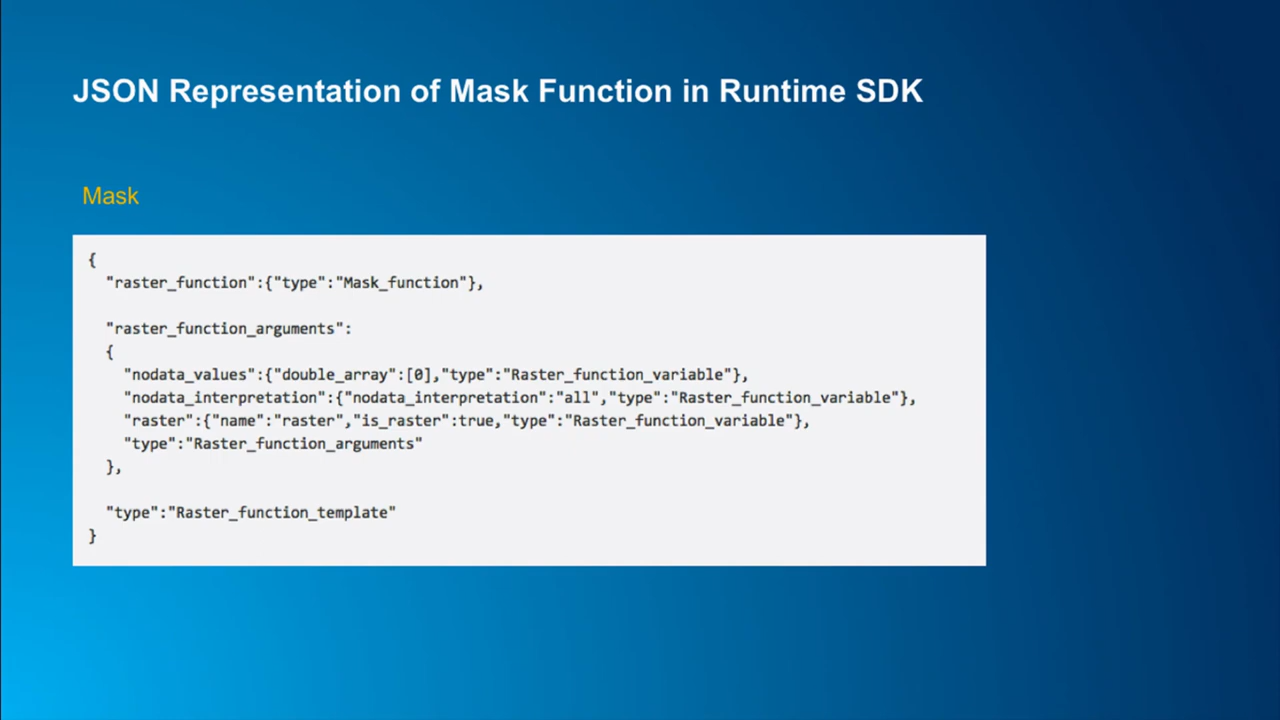 JSON Representation of Mask Function in Runtime SDK
Mask
{
"raster_function":{"type":"Mask_function"},
"raster_function_arguments":
{
"nodata_values":{"double_array":[0],"type":"Raster_function_variable"},
"nodata_interpretation":{"nodata_interpretation":"all","type":"Raster_function_variable"},
"raster":{"name":"raster","is_raster":true,"type":"Raster_function_variable"},
"type":"Raster_function_arguments"
},
"type":"Raster_function_template"
}